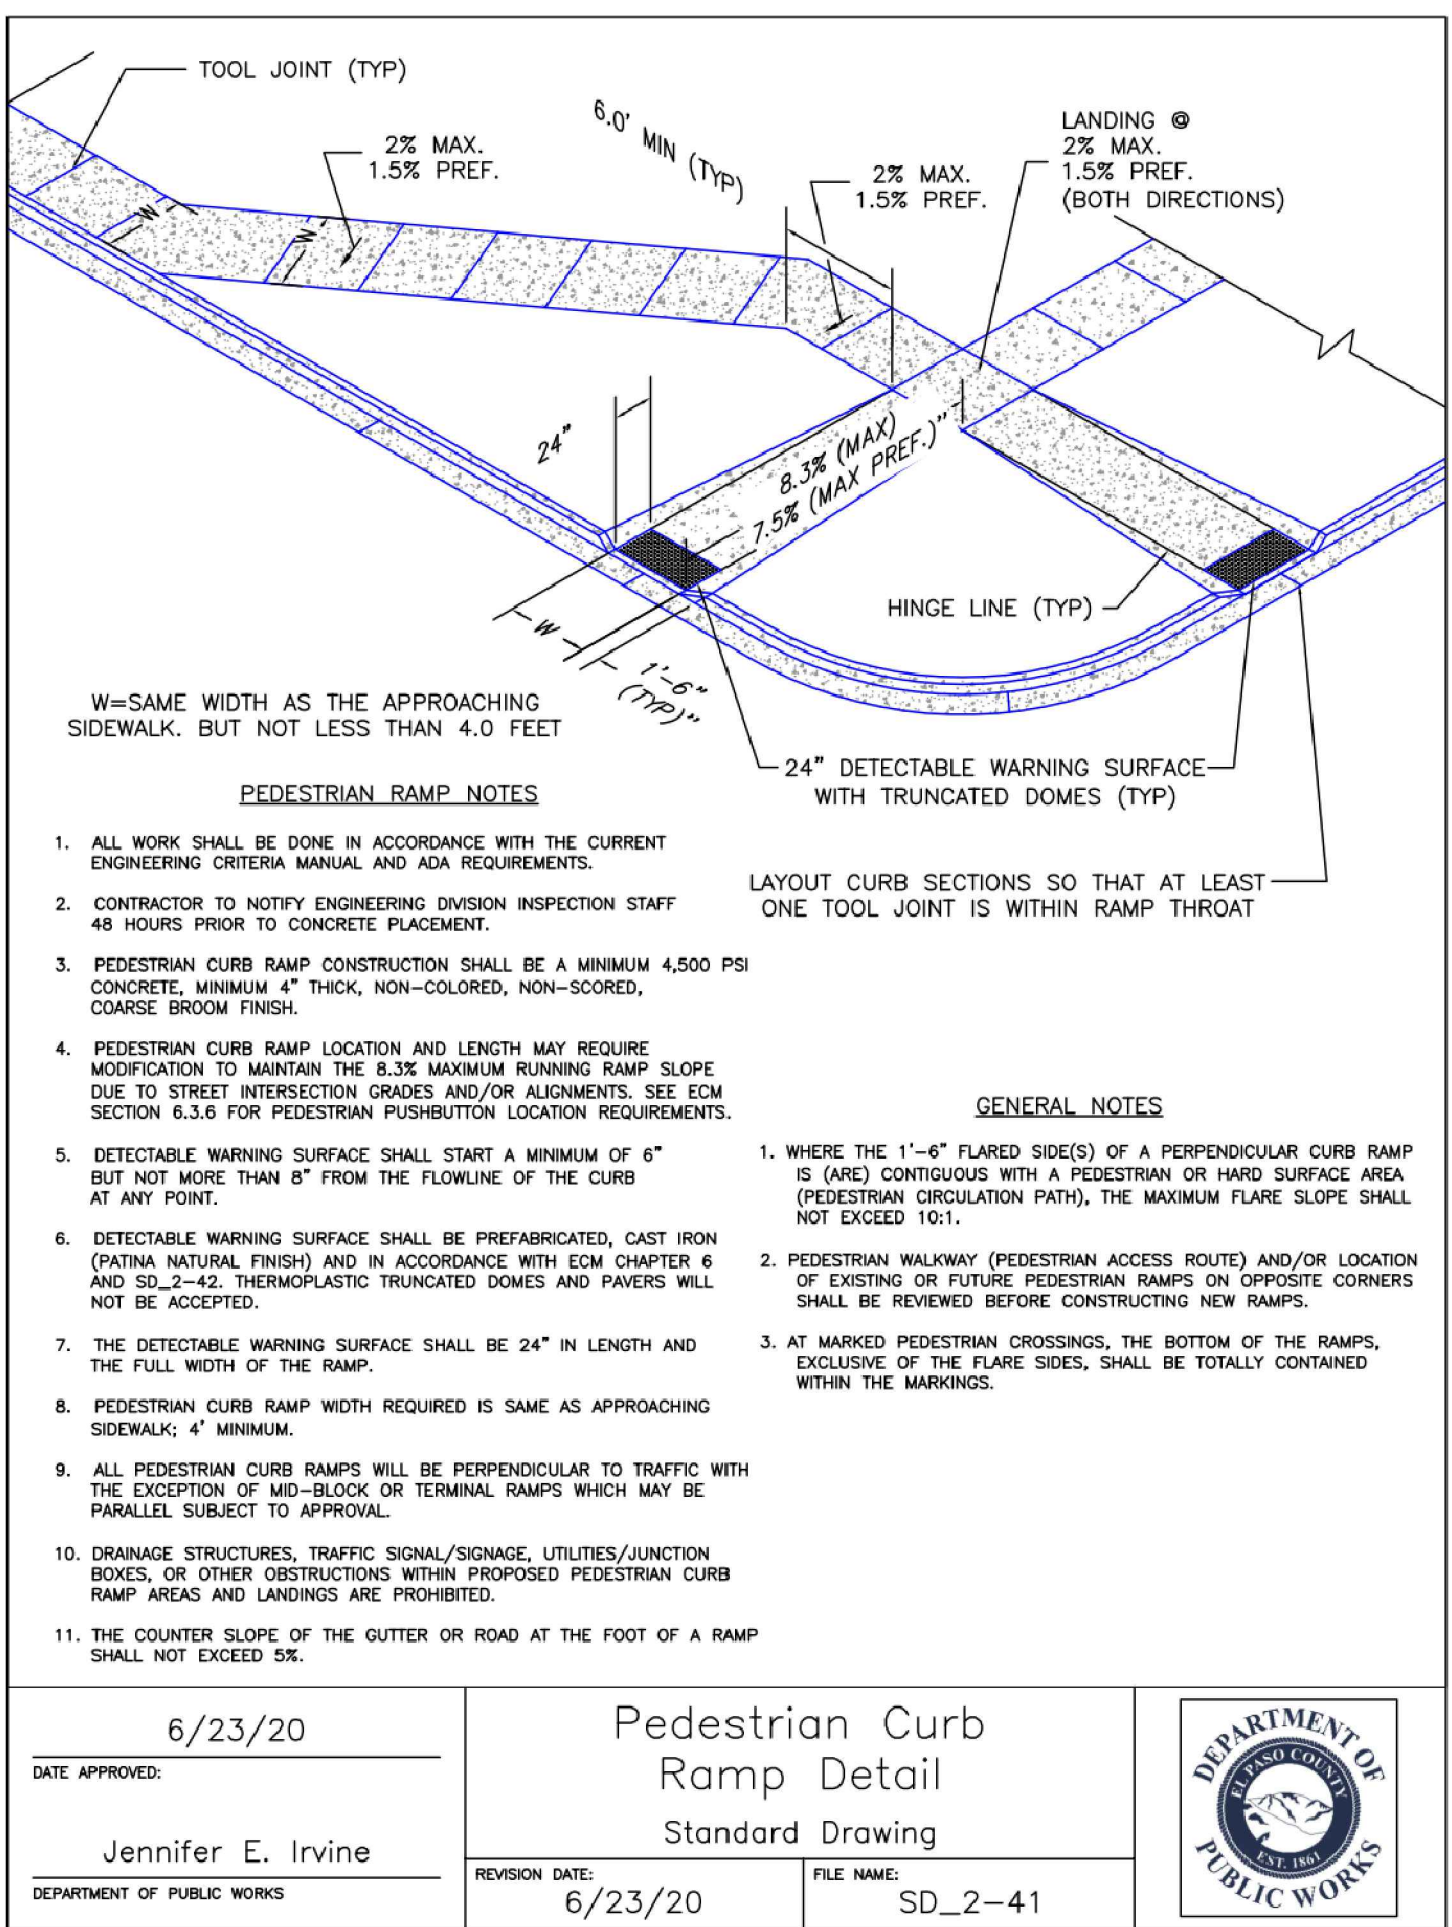 TOOL JOINT (TYP)
2% MAX.
1.5% PREF.
6.0' MIN (TYP)
2% MAX.
1.5% PREF.
LANDING @
2% MAX.
1.5% PREF.
(BOTH DIRECTIONS)
W
W
24"
8.3% (MAX)
7.5% (MAX PREF.)"
HINGE LINE (TYP)
W
1'-6"
(TYP)"
W=SAME WIDTH AS THE APPROACHING
SIDEWALK. BUT NOT LESS THAN 4.0 FEET
24" DETECTABLE WARNING SURFACE
WITH TRUNCATED DOMES (TYP)
LAYOUT CURB SECTIONS SO THAT AT LEAST
ONE TOOL JOINT IS WITHIN RAMP THROAT
PEDESTRIAN RAMP NOTES
1. ALL WORK SHALL BE DONE IN ACCORDANCE WITH THE CURRENT
ENGINEERING CRITERIA MANUAL AND ADA REQUIREMENTS.
2. CONTRACTOR TO NOTIFY ENGINEERING DIVISION INSPECTION STAFF
48 HOURS PRIOR TO CONCRETE PLACEMENT.
3. PEDESTRIAN CURB RAMP CONSTRUCTION SHALL BE A MINIMUM 4,500 PSI
CONCRETE, MINIMUM 4" THICK, NON-COLORED, NON-SCORED,
COARSE BROOM FINISH.
4. PEDESTRIAN CURB RAMP LOCATION AND LENGTH MAY REQUIRE
MODIFICATION TO MAINTAIN THE 8.3% MAXIMUM RUNNING RAMP SLOPE
DUE TO STREET INTERSECTION GRADES AND/OR ALIGNMENTS. SEE ECM
SECTION 6.3.6 FOR PEDESTRIAN PUSHBUTTON LOCATION REQUIREMENTS.
5. DETECTABLE WARNING SURFACE SHALL START A MINIMUM OF 6"
BUT NOT MORE THAN 8" FROM THE FLOWLINE OF THE CURB
AT ANY POINT.
6. DETECTABLE WARNING SURFACE SHALL BE PREFABRICATED, CAST IRON
(PATINA NATURAL FINISH) AND IN ACCORDANCE WITH ECM CHAPTER 6
AND SD_2-42. THERMOPLASTIC TRUNCATED DOMES AND PAVERS WILL
NOT BE ACCEPTED.
7. THE DETECTABLE WARNING SURFACE SHALL BE 24" IN LENGTH AND
THE FULL WIDTH OF THE RAMP.
8. PEDESTRIAN CURB RAMP WIDTH REQUIRED IS SAME AS APPROACHING
SIDEWALK; 4' MINIMUM.
9. ALL PEDESTRIAN CURB RAMPS WILL BE PERPENDICULAR TO TRAFFIC WITH
THE EXCEPTION OF MID-BLOCK OR TERMINAL RAMPS WHICH MAY BE
PARALLEL SUBJECT TO APPROVAL.
10. DRAINAGE STRUCTURES, TRAFFIC SIGNAL/SIGNAGE, UTILITIES/JUNCTION
BOXES, OR OTHER OBSTRUCTIONS WITHIN PROPOSED PEDESTRIAN CURB
RAMP AREAS AND LANDINGS ARE PROHIBITED.
11. THE COUNTER SLOPE OF THE GUTTER OR ROAD AT THE FOOT OF A RAMP
SHALL NOT EXCEED 5%.
GENERAL NOTES
1. WHERE THE 1'-6" FLARED SIDE(S) OF A PERPENDICULAR CURB RAMP
IS (ARE) CONTIGUOUS WITH A PEDESTRIAN OR HARD SURFACE AREA
(PEDESTRIAN CIRCULATION PATH), THE MAXIMUM FLARE SLOPE SHALL
NOT EXCEED 10:1.
2. PEDESTRIAN WALKWAY (PEDESTRIAN ACCESS ROUTE) AND/OR LOCATION
OF EXISTING OR FUTURE PEDESTRIAN RAMPS ON OPPOSITE CORNERS
SHALL BE REVIEWED BEFORE CONSTRUCTING NEW RAMPS.
3. AT MARKED PEDESTRIAN CROSSINGS, THE BOTTOM OF THE RAMPS,
EXCLUSIVE OF THE FLARE SIDES, SHALL BE TOTALLY CONTAINED
WITHIN THE MARKINGS.
6/23/20
DATE APPROVED:
Jennifer E. Irvine
DEPARTMENT OF PUBLIC WORKS
Pedestrian Curb
Ramp Detail
Standard Drawing
REVISION DATE:
6/23/20
FILE NAME:
SD_2-41
DEPARTMENT OF
EL PASO COUNTY
EST. 1861
PUBLIC WORKS